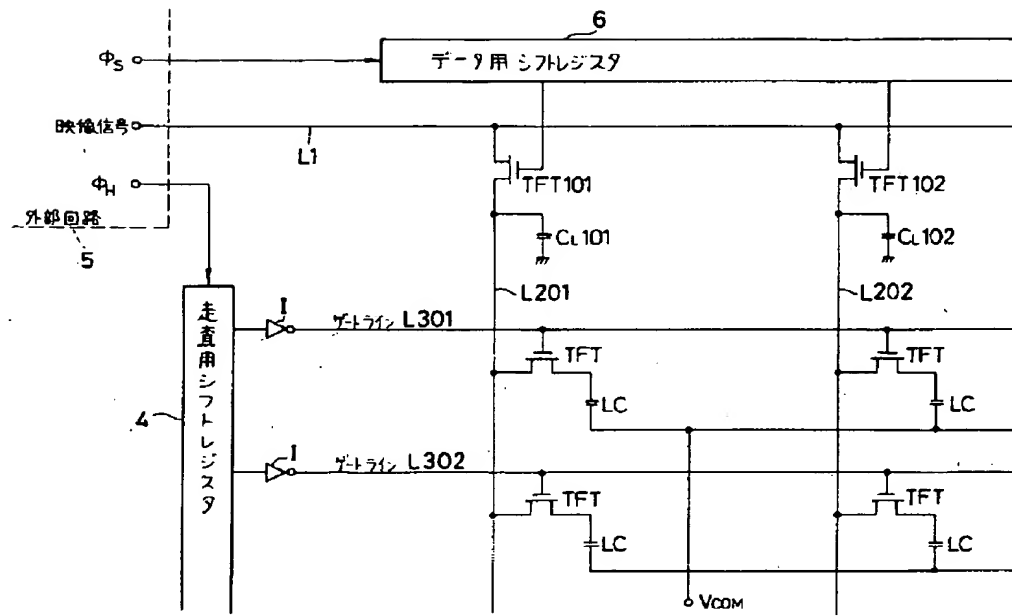 6
ΦS
データ用 シフトレジスタ
映像信号
L1
ΦH
TFT101
TFT102
外部回路
5
CL101
CL102
L201
L202
走査用シフトレジスタ
4
I
ゲートライン L301
TFT
TFT
LC
LC
I
ゲートライン L302
TFT
TFT
LC
LC
VCOM